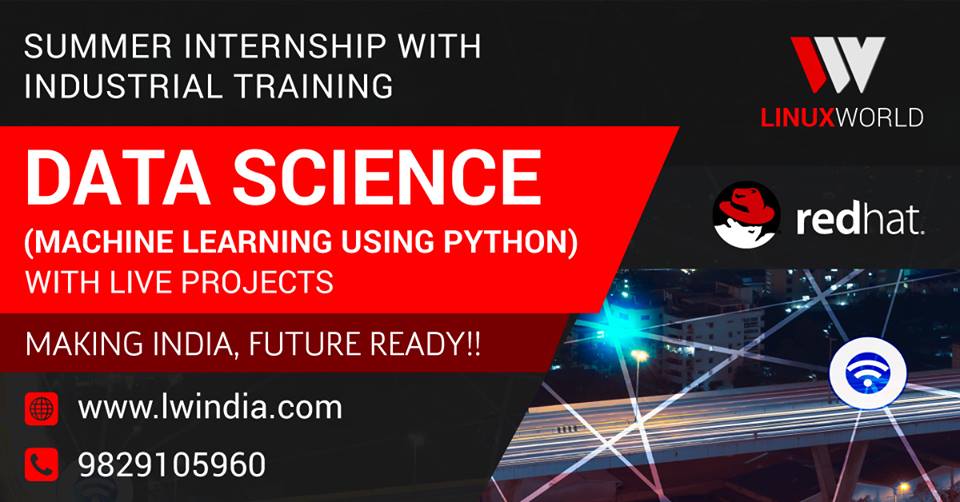 SUMMER INTERNSHIP WITH
INDUSTRIAL TRAINING
LINUXWORLD
DATA SCIENCE
(MACHINE LEARNING USING PYTHON)
WITH LIVE PROJECTS
redhat.
MAKING INDIA, FUTURE READY!!
www.lwindia.com
9829105960